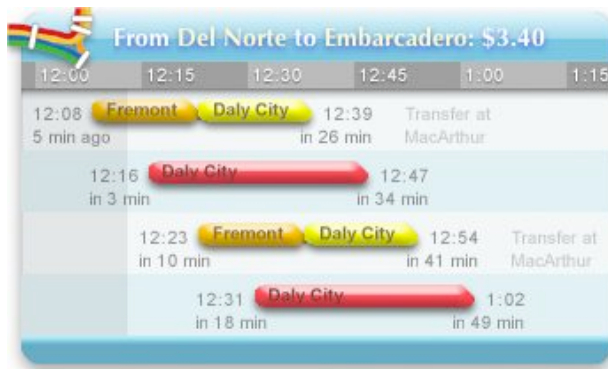 From Del Norte to Embarcadero: $3.40
12:00 12:15 12:30 12:45 1:00 1:15
12:08 Fremont Daly City 12:39 Transfer at
5 min ago in 26 min MacArthur
12:16 Daly City 12:47
in 3 min in 34 min
12:23 Fremont Daly City 12:54 Transfer at
in 10 min in 41 min MacArthur
12:31 Daly City 1:02
in 18 min in 49 min